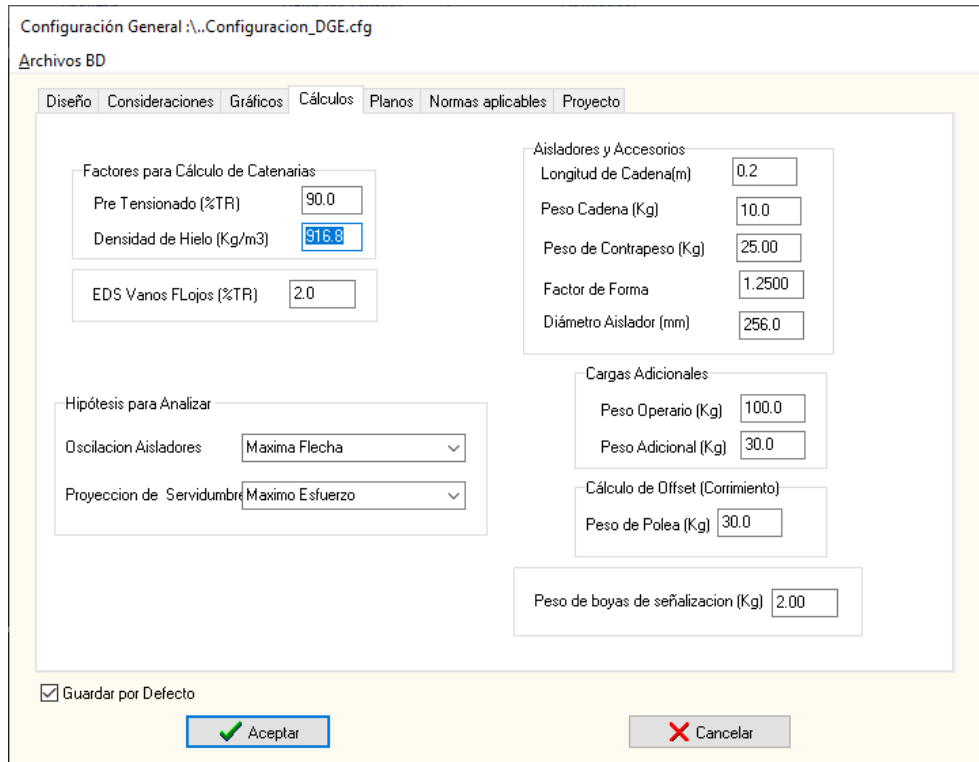 Configuración General :\..Configuracion_DGE.cfg
Archivos BD
Diseño Consideraciones Gráficos Cálculos Planos Normas aplicables Proyecto
Factores para Cálculo de Catenarias
Pre Tensionado (%TR) 90.0
Densidad de Hielo (Kg/m3) 916.8
EDS Vanos FLojos (%TR) 2.0
Hipótesis para Analizar
Oscilacion Aisladores Maxima Flecha
Proyeccion de Servidumbre Maximo Esfuerzo
Aisladores y Accesorios
Longitud de Cadena(m) 0.2
Peso Cadena (Kg) 10.0
Peso de Contrapeso (Kg) 25.00
Factor de Forma 1.2500
Diámetro Aislador (mm) 256.0
Cargas Adicionales
Peso Operario (Kg) 100.0
Peso Adicional (Kg) 30.0
Cálculo de Offset (Corrimiento)
Peso de Polea (Kg) 30.0
Peso de boyas de señalizacion (Kg) 2.00
Guardar por Defecto
Aceptar Cancelar